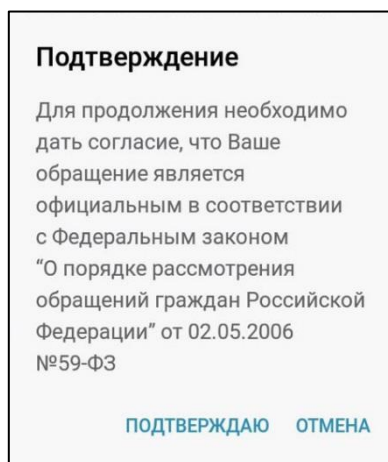 Подтверждение
Для продолжения необходимо
дать согласие, что Ваше
обращение является
официальным в соответствии
с Федеральным законом
“О порядке рассмотрения
обращений граждан Российской
Федерации” от 02.05.2006
№59-ФЗ
ПОДТВЕРЖДАЮ ОТМЕНА